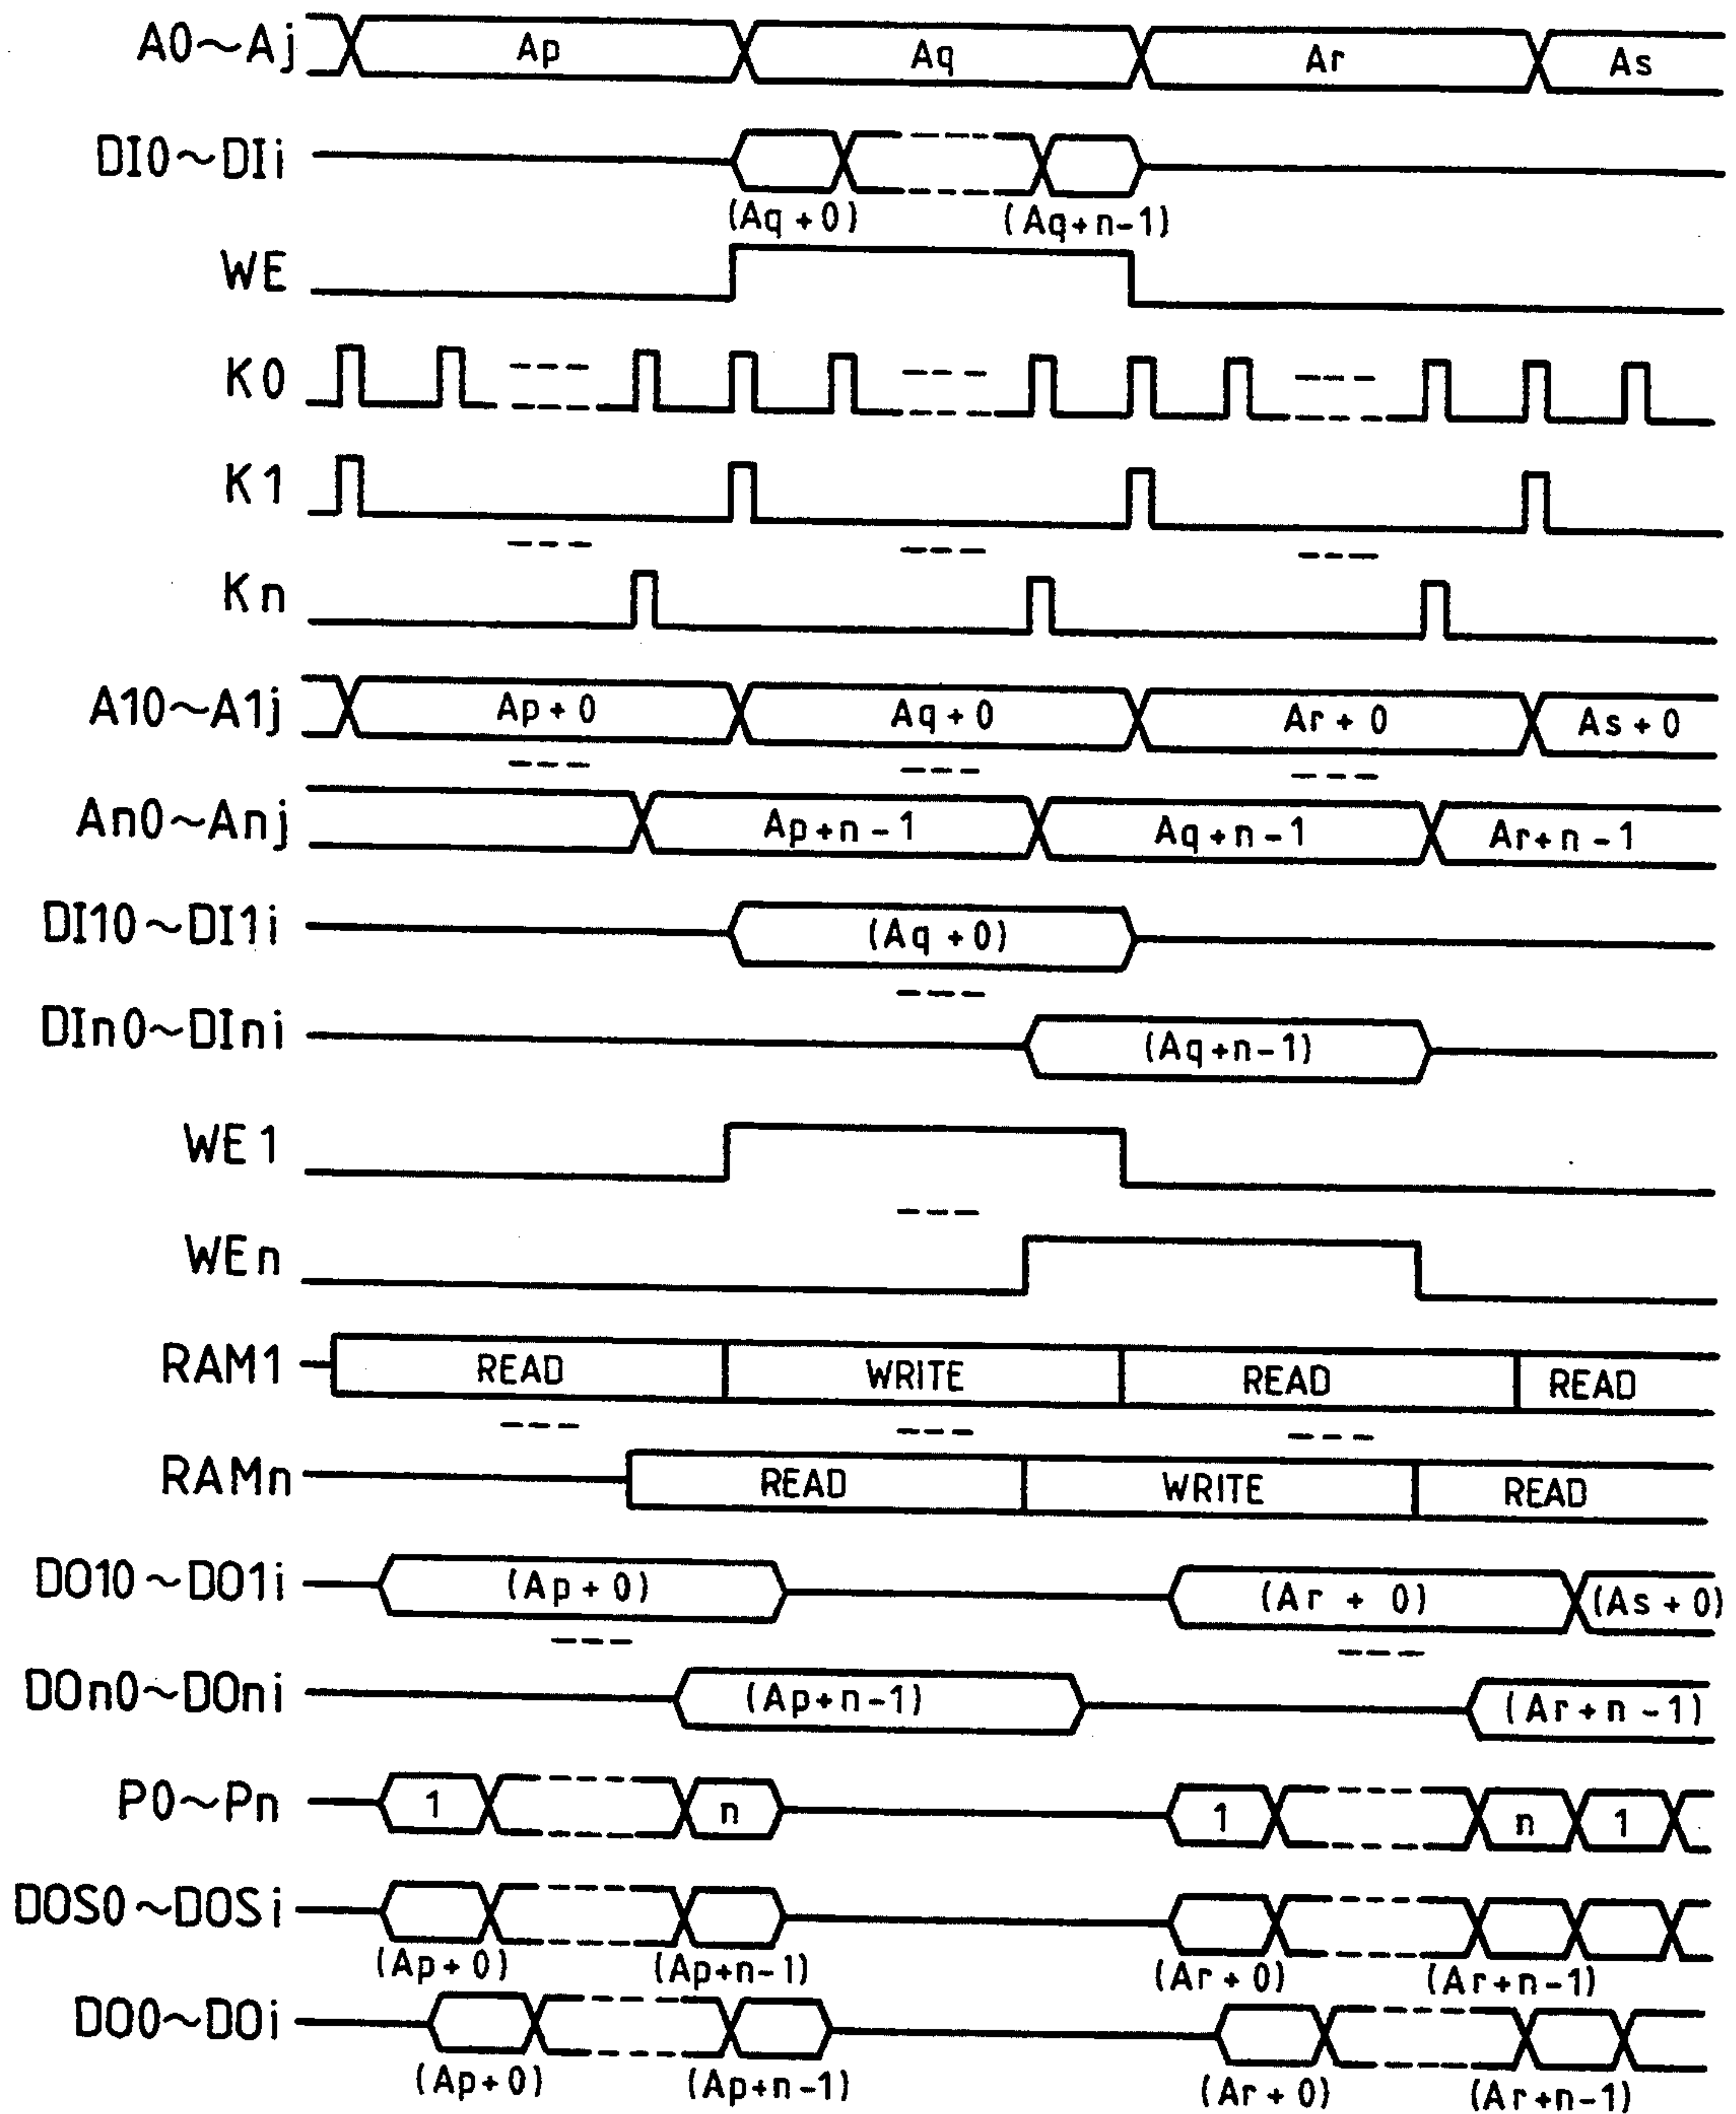 A0~Aj Ap Aq Ar As
DI0~DIi
(Aq+0) (Aq+n-1)
WE
K0
K1
Kn
A10~A1j Ap+0 Aq+0 Ar+0 As+0
An0~Anj Ap+n-1 Aq+n-1 Ar+n-1
DI10~DI1i (Aq+0)
DIn0~DIni (Aq+n-1)
WE1
WEn
RAM1 READ WRITE READ READ
RAMn READ WRITE READ
DO10~DO1i (Ap+0) (Ar+0) (As+0)
DOn0~DOni (Ap+n-1) (Ar+n-1)
P0~Pn 1 n 1 n 1
DOS0~DOSi
(Ap+0) (Ap+n-1) (Ar+0) (Ar+n-1)
DO0~DOi
(Ap+0) (Ap+n-1) (Ar+0) (Ar+n-1)